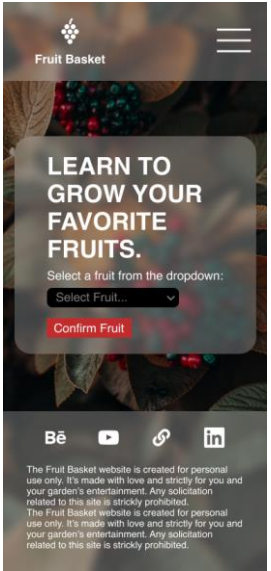 Fruit Basket
LEARN TO
GROW YOUR
FAVORITE
FRUITS.
Select a fruit from the dropdown:
Select Fruit...
Confirm Fruit
Bē
in
The Fruit Basket website is created for personal
use only. It's made with love and strictly for you and
your garden's entertainment. Any solicitation
related to this site is strickly prohibited.
The Fruit Basket website is created for personal
use only. It's made with love and strictly for you and
your garden's entertainment. Any solicitation
related to this site is strickly prohibited.